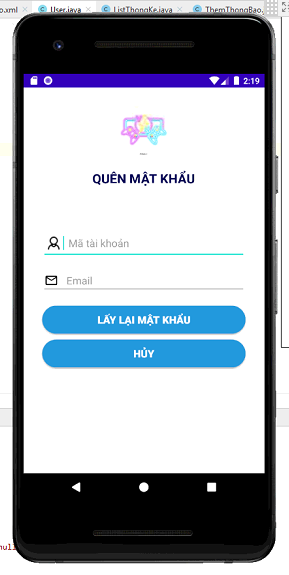 o.xml User.java ListThongKe.java ThemThongBao.
2:19
QUÊN MẬT KHẨU
Mã tài khoản
Email
LẤY LẠI MẬT KHẨU
HỦY